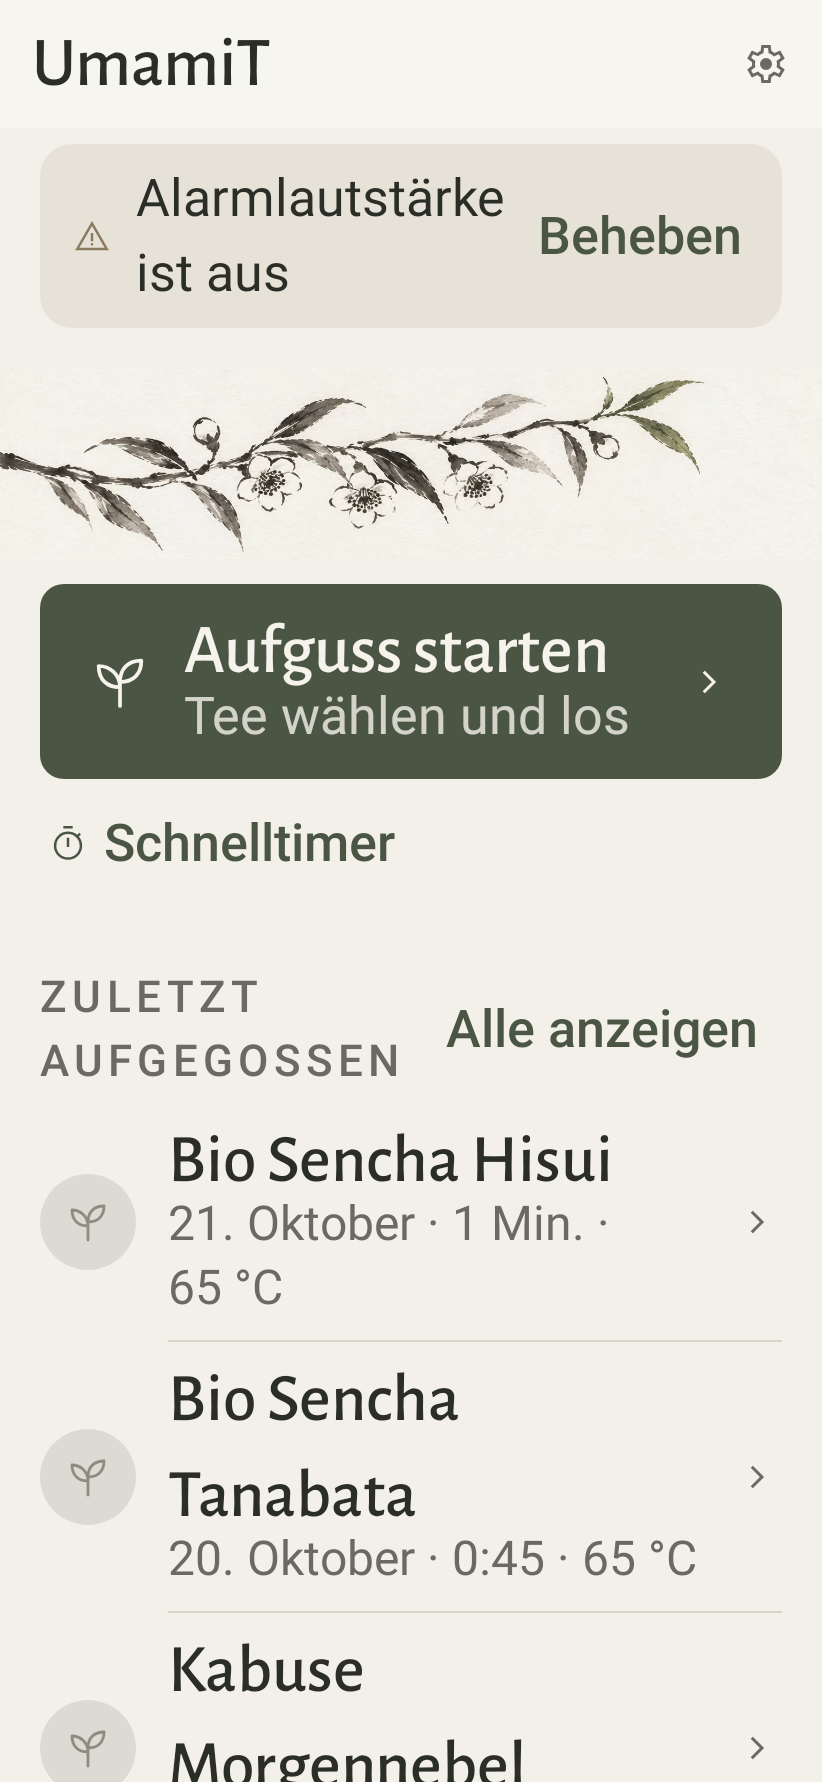 UmamiT
Alarmlautstärke
ist aus
Beheben
Aufguss starten
Tee wählen und los
Schnelltimer
ZULETZT
AUFGEGOSSEN
Alle anzeigen
Bio Sencha Hisui
21. Oktober · 1 Min. ·
65 °C
Bio Sencha
Tanabata
20. Oktober · 0:45 · 65 °C
Kabuse
Morgennebel